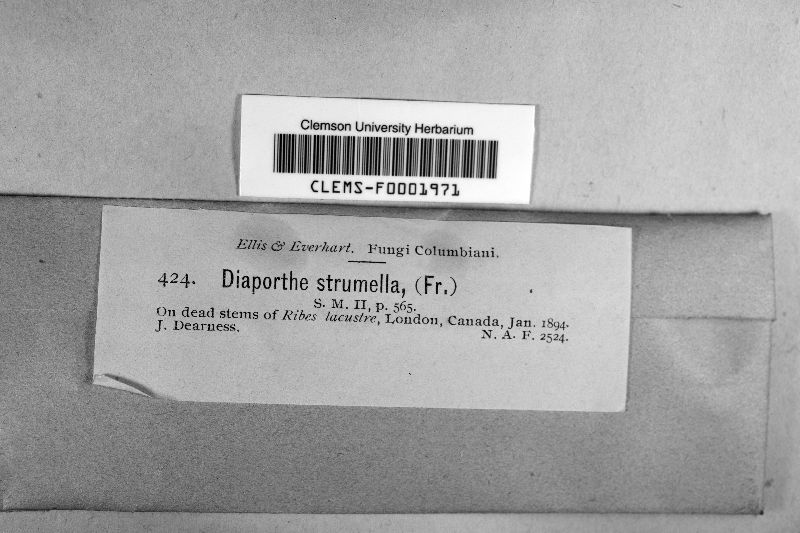 Clemson University Herbarium
CLEMS-F0001971
Ellis & Everhart. Fungi Columbiani.
424. Diaporthe strumella, (Fr.)
S. M. II, p. 565.
On dead stems of Ribes lacustre, London, Canada, Jan. 1894.
J. Dearness.
N. A. F. 2524.